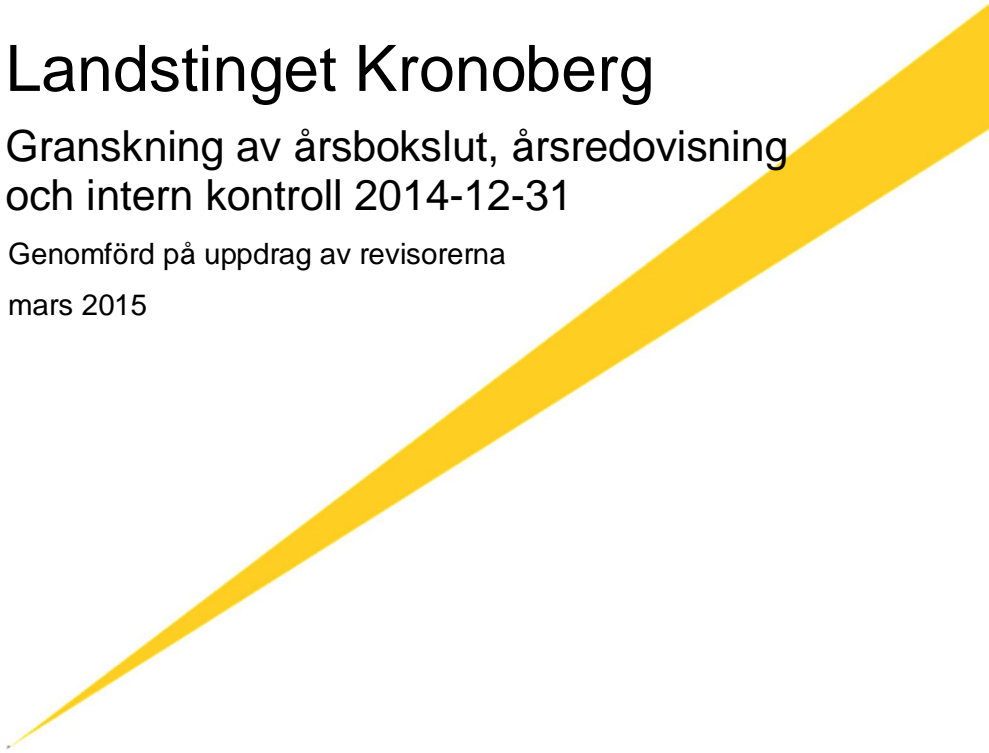 Landstinget Kronoberg
Granskning av årsbokslut, årsredovisning
och intern kontroll 2014-12-31
Genomförd på uppdrag av revisorerna
mars 2015